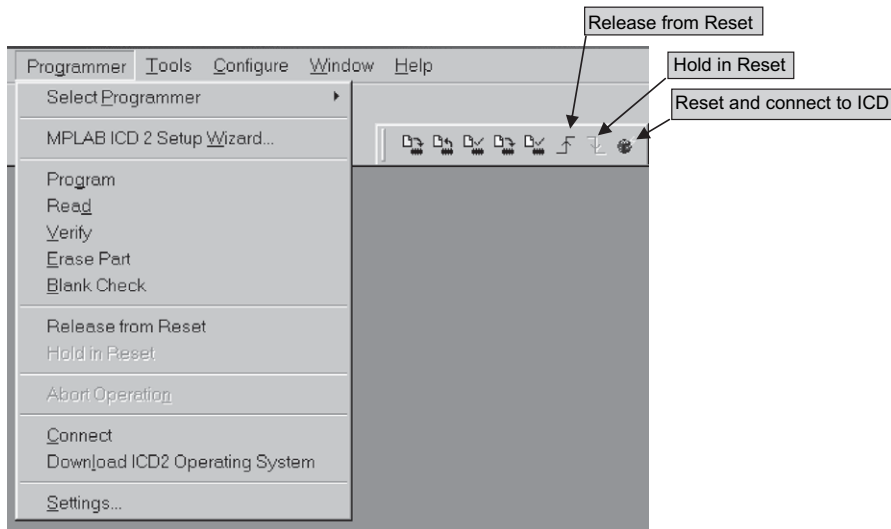 Release from Reset
Hold in Reset
Reset and connect to ICD
Programmer Tools Configure Window Help
Select Programmer
MPLAB ICD 2 Setup Wizard...
Program
Read
Verify
Erase Part
Blank Check
Release from Reset
Hold in Reset
Abort Operation
Connect
Download ICD2 Operating System
Settings...